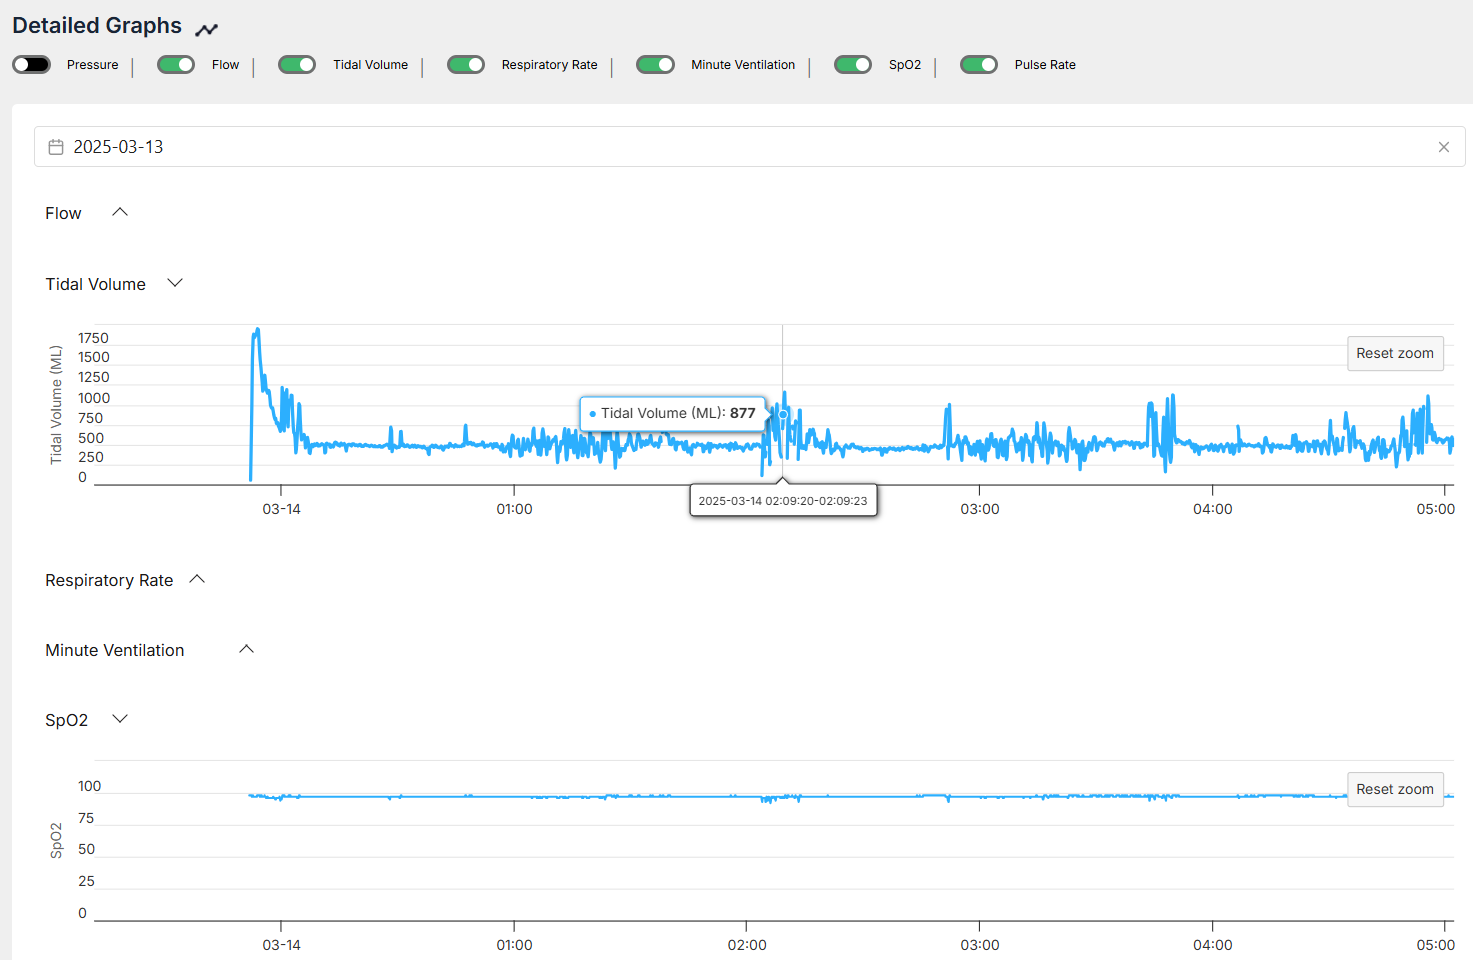 Detailed Graphs
Pressure | Flow | Tidal Volume | Respiratory Rate | Minute Ventilation | SpO2 | Pulse Rate
2025-03-13
Flow
Tidal Volume
Tidal Volume (ML)
1750
1500
1250
1000
750
500
250
0
Reset zoom
Tidal Volume (ML): 877
2025-03-14 02:09:20-02:09:23
03-14 01:00 03:00 04:00 05:00
Respiratory Rate
Minute Ventilation
SpO2
SpO2
100
75
50
25
0
Reset zoom
03-14 01:00 02:00 03:00 04:00 05:00